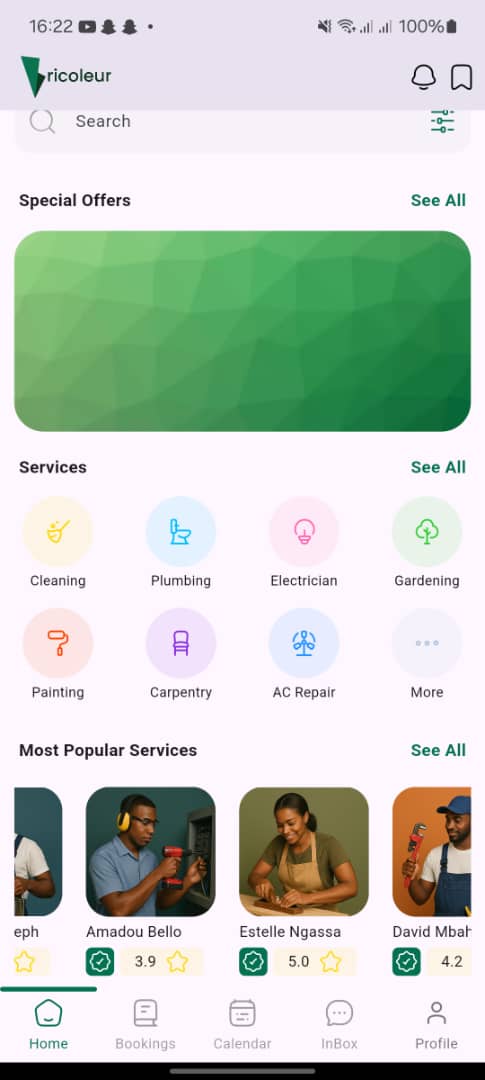 16:22
100%
ricoleur
Search
Special Offers See All
Services See All
Cleaning Plumbing Electrician Gardening
Painting Carpentry AC Repair More
Most Popular Services See All
eph Amadou Bello Estelle Ngassa David Mbah
3.9 5.0 4.2
Home Bookings Calendar InBox Profile